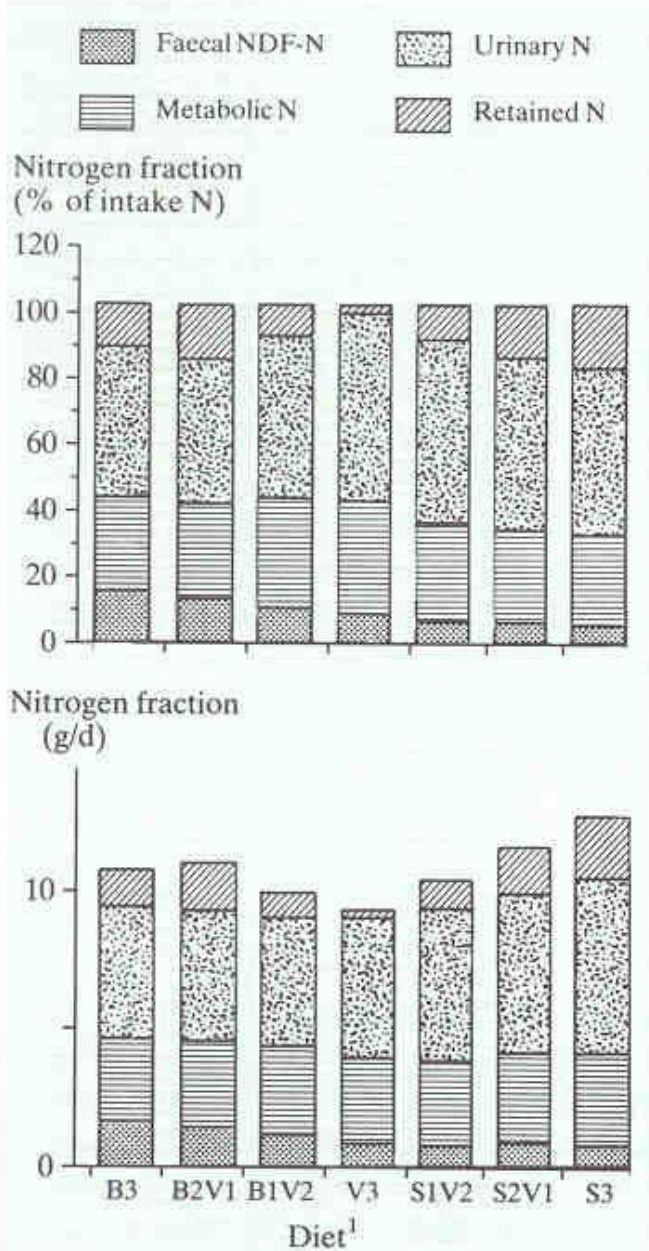 Faecal NDF-N Urinary N
Metabolic N Retained N
Nitrogen fraction
(% of intake N)
120
100
80
60
40
20
0
Nitrogen fraction
(g/d)
10
0
B3 B2V1 B1V2 V3 S1V2 S2V1 S3
Diet¹